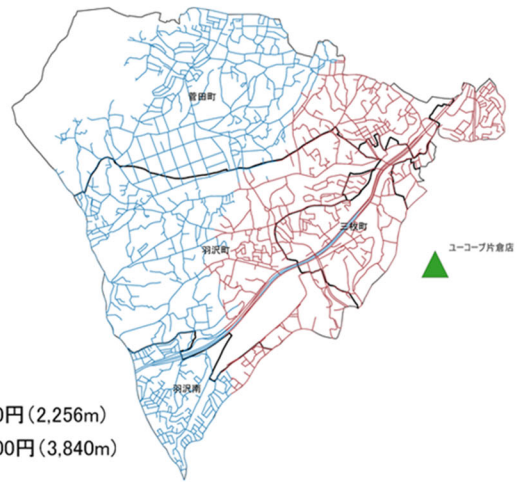 菅田町
三枚町
ユーコープ片倉店
羽沢町
羽沢南
0円（2,256m）
00円（3,840m）